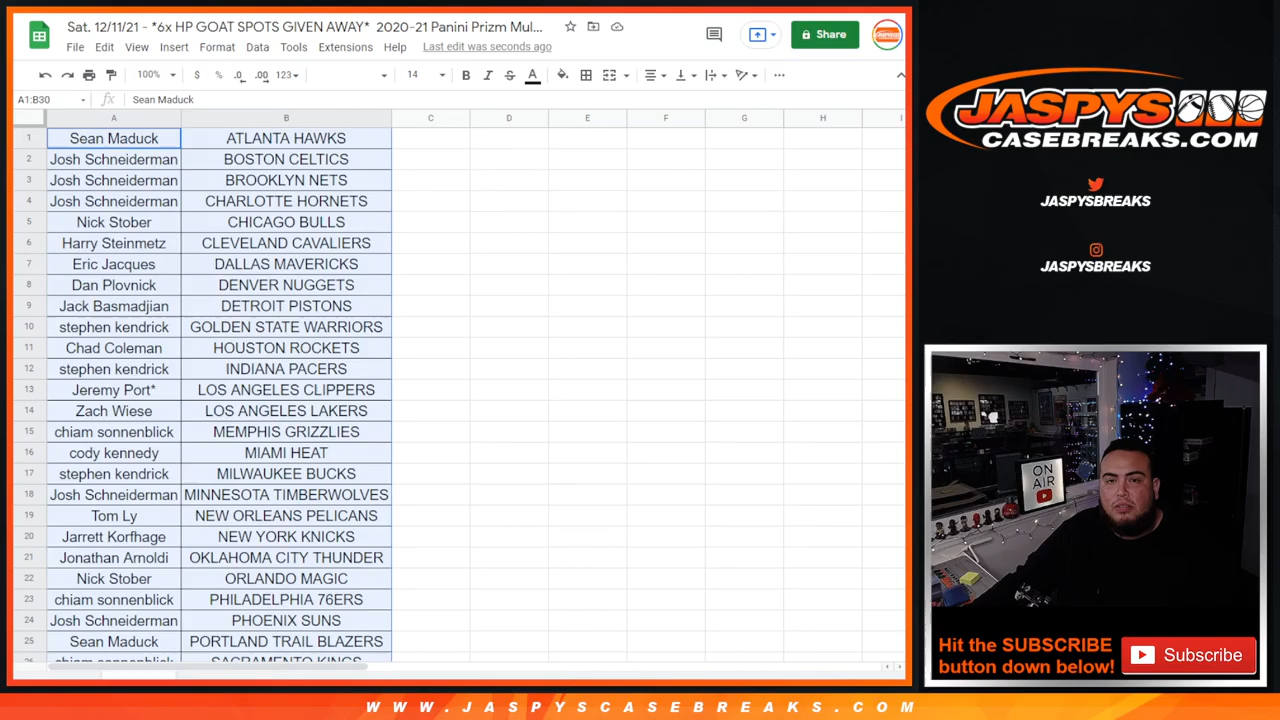 Sat. 12/11/21 - *6x HP GOAT SPOTS GIVEN AWAY* 2020-21 Panini Prizm Mul...
File Edit View Insert Format Data Tools Extensions Help Last edit was seconds ago
Share
100% $ % .0 .00 123 14 B I S A
A1:B30 fx Sean Maduck
A B C D E F G H I
1 Sean Maduck ATLANTA HAWKS
2 Josh Schneiderman BOSTON CELTICS
3 Josh Schneiderman BROOKLYN NETS
4 Josh Schneiderman CHARLOTTE HORNETS
5 Nick Stober CHICAGO BULLS
6 Harry Steinmetz CLEVELAND CAVALIERS
7 Eric Jacques DALLAS MAVERICKS
8 Dan Plovnick DENVER NUGGETS
9 Jack Basmadjian DETROIT PISTONS
10 stephen kendrick GOLDEN STATE WARRIORS
11 Chad Coleman HOUSTON ROCKETS
12 stephen kendrick INDIANA PACERS
13 Jeremy Port* LOS ANGELES CLIPPERS
14 Zach Wiese LOS ANGELES LAKERS
15 chiam sonnenblick MEMPHIS GRIZZLIES
16 cody kennedy MIAMI HEAT
17 stephen kendrick MILWAUKEE BUCKS
18 Josh Schneiderman MINNESOTA TIMBERWOLVES
19 Tom Ly NEW ORLEANS PELICANS
20 Jarrett Korfhage NEW YORK KNICKS
21 Jonathan Arnoldi OKLAHOMA CITY THUNDER
22 Nick Stober ORLANDO MAGIC
23 chiam sonnenblick PHILADELPHIA 76ERS
24 Josh Schneiderman PHOENIX SUNS
25 Sean Maduck PORTLAND TRAIL BLAZERS
26 chiam sonnenblick SACRAMENTO KINGS
JASPYS
CASEBREAKS.COM
JASPYSBREAKS
JASPYSBREAKS
ON
AIR
Hit the SUBSCRIBE
button down below!
Subscribe
WWW.JASPYSCASEBREAKS.COM